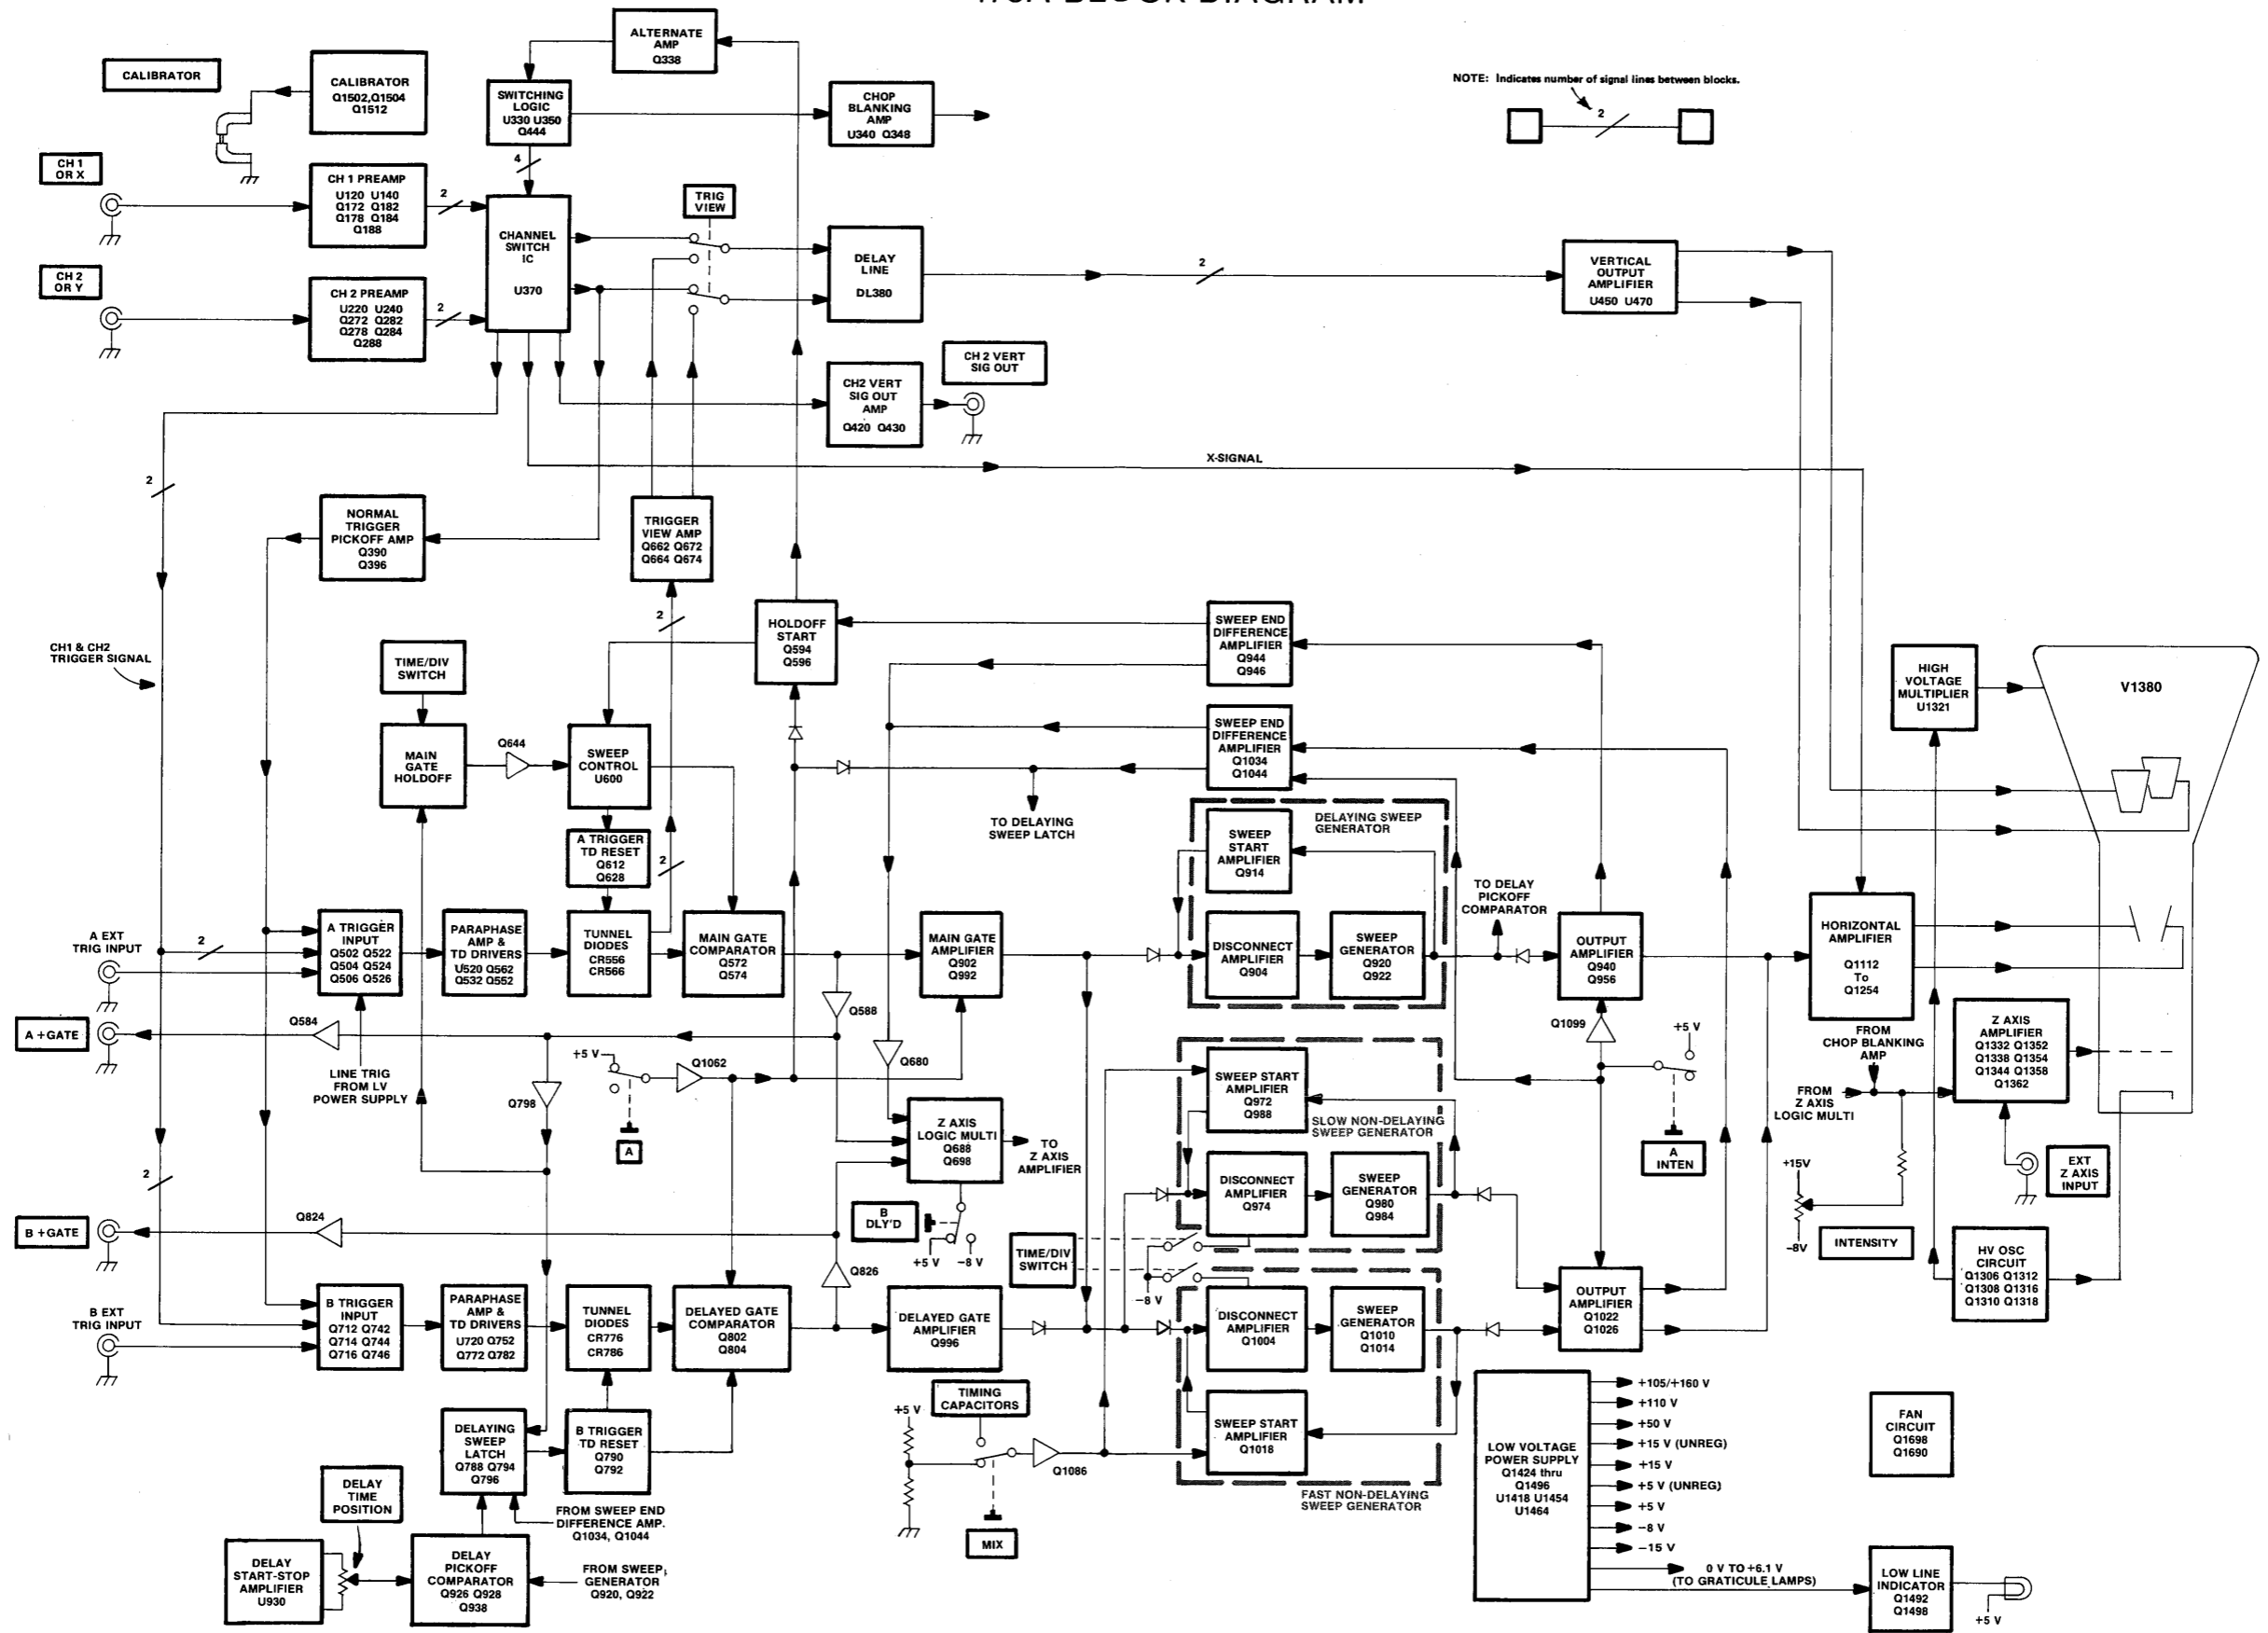 CALIBRATOR
CALIBRATOR
Q1502,Q1504
Q1512
ALTERNATE
AMP
Q338
SWITCHING
LOGIC
U330 U350
Q444
4
CHOP
BLANKING
AMP
U340 Q348
NOTE: Indicates number of signal lines between blocks.
2
CH 1
OR X
CH 1 PREAMP
U120 U140
Q172 Q182
Q178 Q184
Q188
2
CH 2
OR Y
CH 2 PREAMP
U220 U240
Q272 Q282
Q278 Q284
Q288
2
CHANNEL
SWITCH
IC
U370
TRIG
VIEW
DELAY
LINE
DL380
2
VERTICAL
OUTPUT
AMPLIFIER
U450 U470
CH2 VERT
SIG OUT
AMP
Q420 Q430
CH 2 VERT
SIG OUT
X-SIGNAL
2
NORMAL
TRIGGER
PICKOFF AMP
Q390
Q396
TRIGGER
VIEW AMP
Q662 Q672
Q664 Q674
2
CH1 & CH2
TRIGGER SIGNAL
TIME/DIV
SWITCH
HOLDOFF
START
Q594
Q596
SWEEP END
DIFFERENCE
AMPLIFIER
Q944
Q946
HIGH
VOLTAGE
MULTIPLIER
U1321
V1380
MAIN
GATE
HOLDOFF
Q644
SWEEP
CONTROL
U600
SWEEP END
DIFFERENCE
AMPLIFIER
Q1034
Q1044
TO DELAYING
SWEEP LATCH
A TRIGGER
TD RESET
Q612
Q628
2
SWEEP
START
AMPLIFIER
Q914
DELAYING SWEEP
GENERATOR
TO DELAY
PICKOFF
COMPARATOR
A EXT
TRIG INPUT
2
A TRIGGER
INPUT
Q502 Q522
Q504 Q524
Q506 Q526
PARAPHASE
AMP &
TD DRIVERS
U520 Q562
Q532 Q552
TUNNEL
DIODES
CR556
CR566
MAIN GATE
COMPARATOR
Q572
Q574
MAIN GATE
AMPLIFIER
Q902
Q992
DISCONNECT
AMPLIFIER
Q904
SWEEP
GENERATOR
Q920
Q922
OUTPUT
AMPLIFIER
Q940
Q956
HORIZONTAL
AMPLIFIER
Q1112
To
Q1254
A +GATE
Q584
LINE TRIG
FROM LV
POWER SUPPLY
Q588
Q798
+5 V
Q1062
A
Q680
Z AXIS
LOGIC MULTI
Q688
Q698
TO
Z AXIS
AMPLIFIER
SWEEP START
AMPLIFIER
Q972
Q988
SLOW NON-DELAYING
SWEEP GENERATOR
Q1099
+5 V
A
INTEN
FROM
CHOP BLANKING
AMP
FROM
Z AXIS
LOGIC MULTI
Z AXIS
AMPLIFIER
Q1332 Q1352
Q1338 Q1354
Q1344 Q1358
Q1362
EXT
Z AXIS
INPUT
+15V
-8V
INTENSITY
2
B +GATE
Q824
B
DLY'D
+5 V
-8 V
DISCONNECT
AMPLIFIER
Q974
SWEEP
GENERATOR
Q980
Q984
TIME/DIV
SWITCH
-8 V
HV OSC
CIRCUIT
Q1306 Q1312
Q1308 Q1316
Q1310 Q1318
B EXT
TRIG INPUT
B TRIGGER
INPUT
Q712 Q742
Q714 Q744
Q716 Q746
PARAPHASE
AMP &
TD DRIVERS
U720 Q752
Q772 Q782
TUNNEL
DIODES
CR776
CR786
DELAYED GATE
COMPARATOR
Q802
Q804
Q826
DELAYED GATE
AMPLIFIER
Q996
DISCONNECT
AMPLIFIER
Q1004
SWEEP
GENERATOR
Q1010
Q1014
OUTPUT
AMPLIFIER
Q1022
Q1026
DELAYING
SWEEP
LATCH
Q788 Q794
Q796
B TRIGGER
TD RESET
Q790
Q792
+5 V
TIMING
CAPACITORS
Q1086
MIX
SWEEP START
AMPLIFIER
Q1018
FAST NON-DELAYING
SWEEP GENERATOR
LOW VOLTAGE
POWER SUPPLY
Q1424 thru
Q1496
U1418 U1454
U1464
+105/+160 V
+110 V
+50 V
+15 V (UNREG)
+15 V
+5 V (UNREG)
+5 V
-8 V
-15 V
0 V TO +6.1 V
(TO GRATICULE LAMPS)
FAN
CIRCUIT
Q1698
Q1690
DELAY
TIME
POSITION
FROM SWEEP END
DIFFERENCE AMP.
Q1034, Q1044
DELAY
START-STOP
AMPLIFIER
U930
DELAY
PICKOFF
COMPARATOR
Q926 Q928
Q938
FROM SWEEP
GENERATOR
Q920, Q922
LOW LINE
INDICATOR
Q1492
Q1498
+5 V